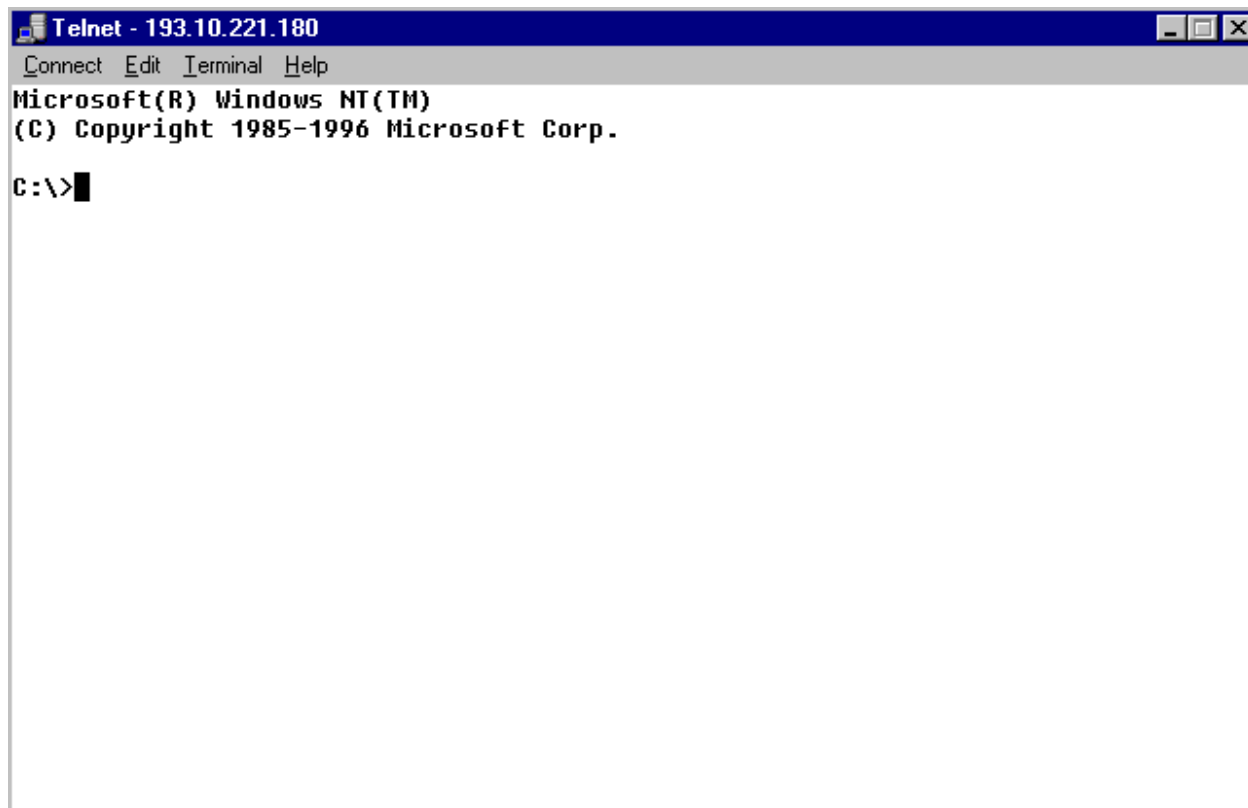 Telnet - 193.10.221.180
Connect Edit Terminal Help
Microsoft(R) Windows NT(TM)
(C) Copyright 1985-1996 Microsoft Corp.
C:\>